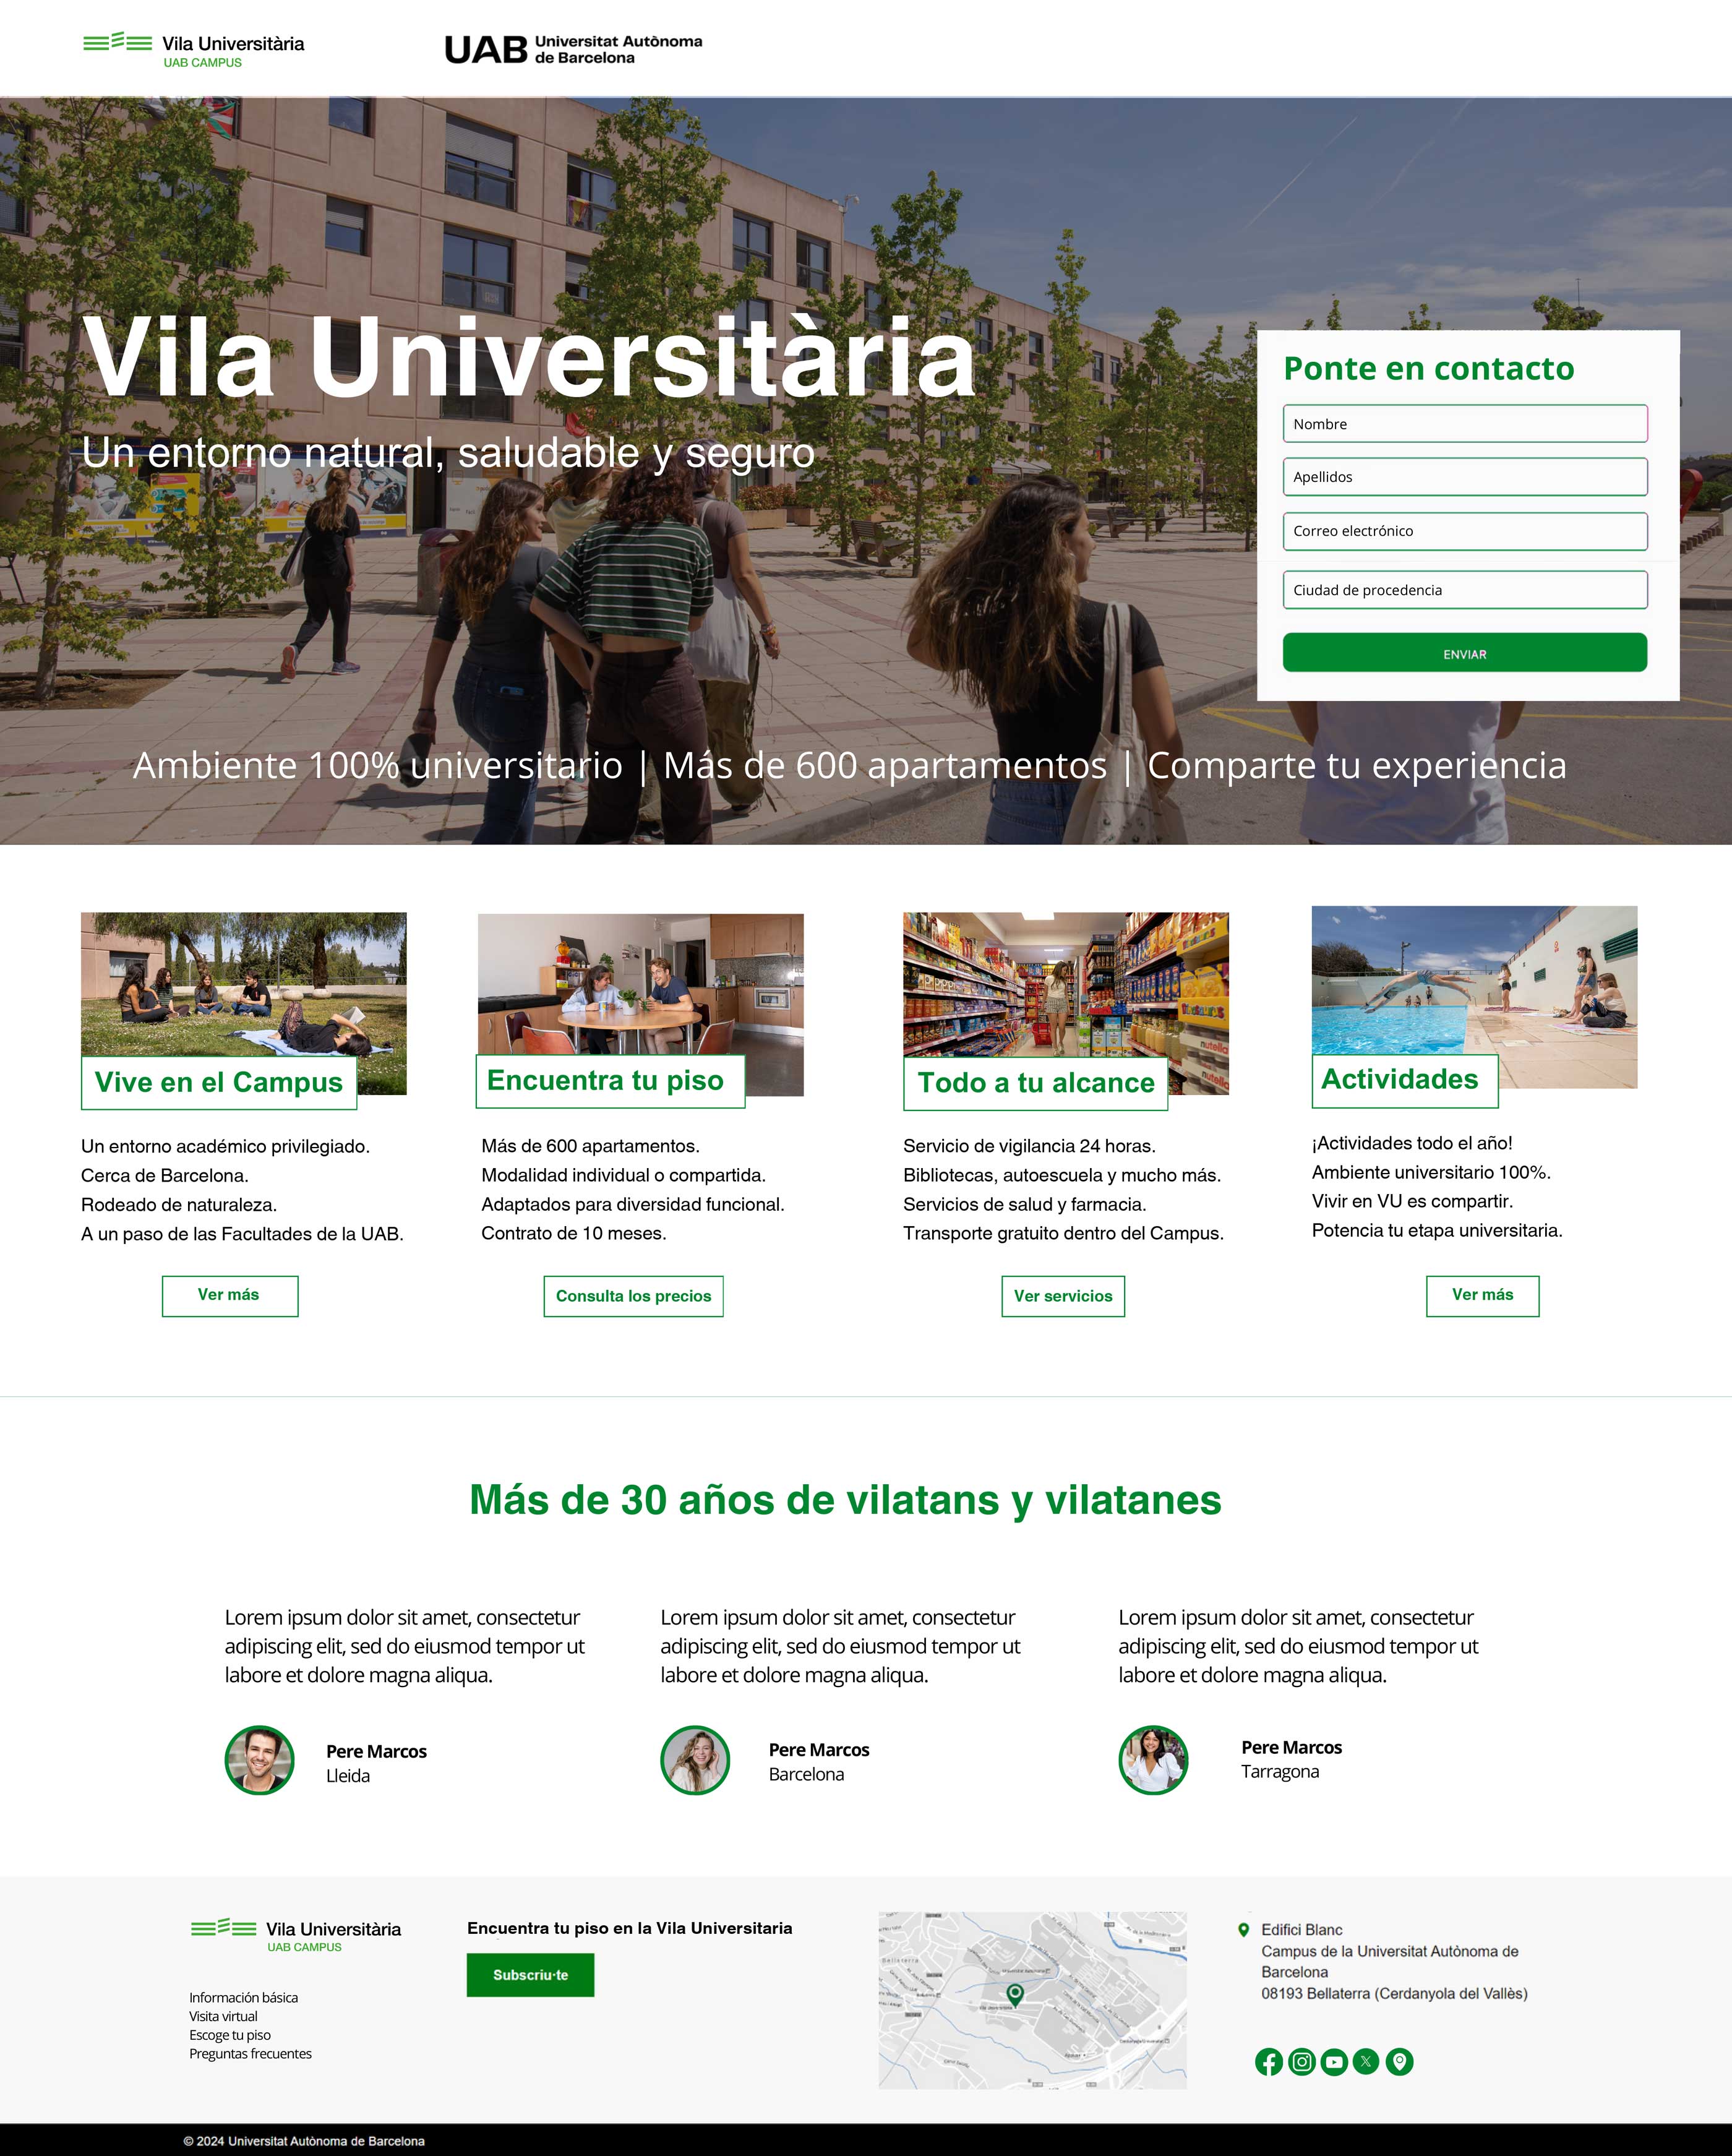 Vila Universitària
UAB CAMPUS
UAB Universitat Autònoma
de Barcelona
Vila Universitària
Un entorno natural, saludable y seguro
Ponte en contacto
Nombre
Apellidos
Correo electrónico
Ciudad de procedencia
ENVIAR
Ambiente 100% universitario | Más de 600 apartamentos | Comparte tu experiencia
Vive en el Campus
Un entorno académico privilegiado.
Cerca de Barcelona.
Rodeado de naturaleza.
A un paso de las Facultades de la UAB.
Ver más
Encuentra tu piso
Más de 600 apartamentos.
Modalidad individual o compartida.
Adaptados para diversidad funcional.
Contrato de 10 meses.
Consulta los precios
nutella
Todo a tu alcance
Servicio de vigilancia 24 horas.
Bibliotecas, autoescuela y mucho más.
Servicios de salud y farmacia.
Transporte gratuito dentro del Campus.
Ver servicios
Actividades
¡Actividades todo el año!
Ambiente universitario 100%.
Vivir en VU es compartir.
Potencia tu etapa universitaria.
Ver más
Más de 30 años de vilatans y vilatanes
Lorem ipsum dolor sit amet, consectetur
adipiscing elit, sed do eiusmod tempor ut
labore et dolore magna aliqua.
Pere Marcos
Lleida
Lorem ipsum dolor sit amet, consectetur
adipiscing elit, sed do eiusmod tempor ut
labore et dolore magna aliqua.
Pere Marcos
Barcelona
Lorem ipsum dolor sit amet, consectetur
adipiscing elit, sed do eiusmod tempor ut
labore et dolore magna aliqua.
Pere Marcos
Tarragona
Vila Universitària
UAB CAMPUS
Información básica
Visita virtual
Escoge tu piso
Preguntas frecuentes
Encuentra tu piso en la Vila Universitaria
Subscriu·te
Bellaterra
Edifici Blanc
Campus de la Universitat Autònoma de
Barcelona
08193 Bellaterra (Cerdanyola del Vallès)
© 2024 Universitat Autònoma de Barcelona